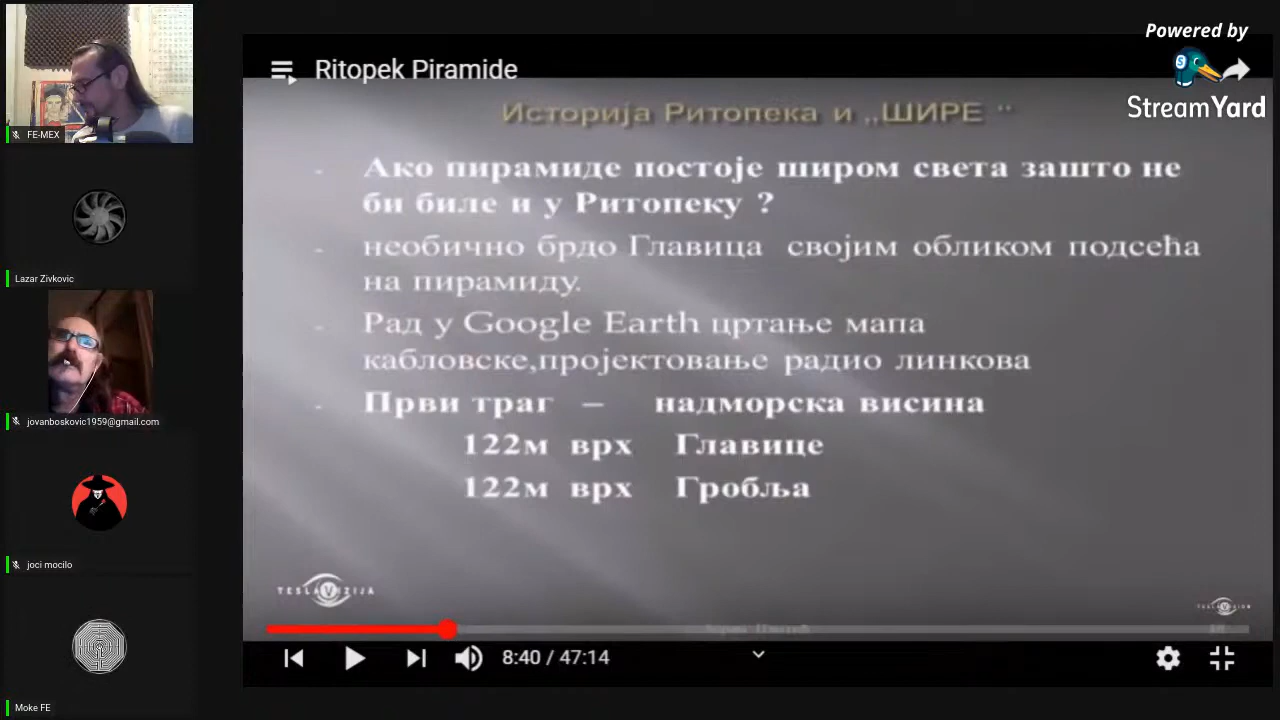 FE-MEX
Lazar Zivkovic
jovanboskovic1959@gmail.com
joci mocilo
Moke FE
Ritopek Piramide
Powered by
StreamYard
Историја Ритопека и „ШИРЕ “
- Ако пирамиде постоје широм света зашто не
би биле и у Ритопеку ?
- необично брдо Главица својим обликом подсећа
на пирамиду.
- Рад у Google Earth цртање мапа
кабловске,пројектовање радио линкова
- Први траг – надморска висина
122м врх Главице
122м врх Гробља
TESLAVIZIJA
8:40 / 47:14